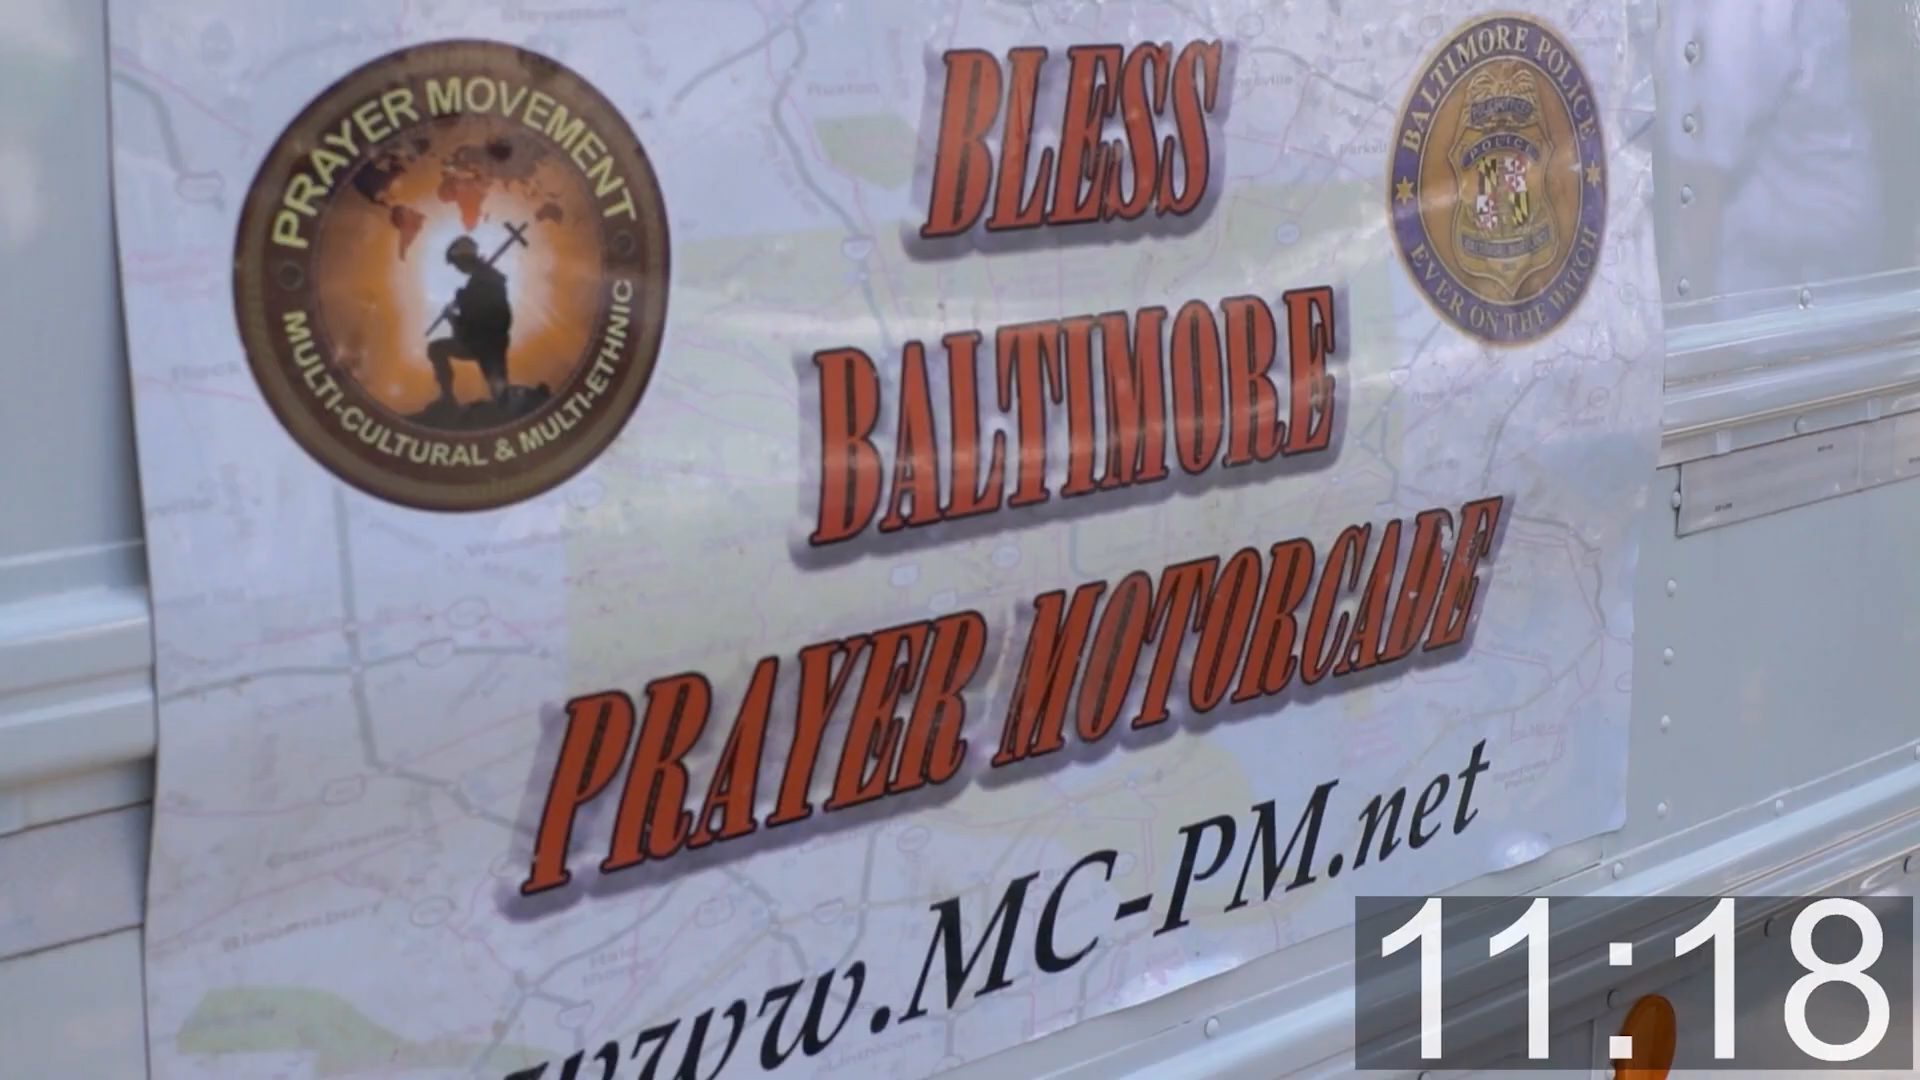 PRAYER MOVEMENT
MULTI-CULTURAL & MULTI-ETHNIC
BLESS
BALTIMORE
PRAYER MOTORCADE
www.MC-PM.net
BALTIMORE POLICE
POLICE
EVER ON THE WATCH
11:18